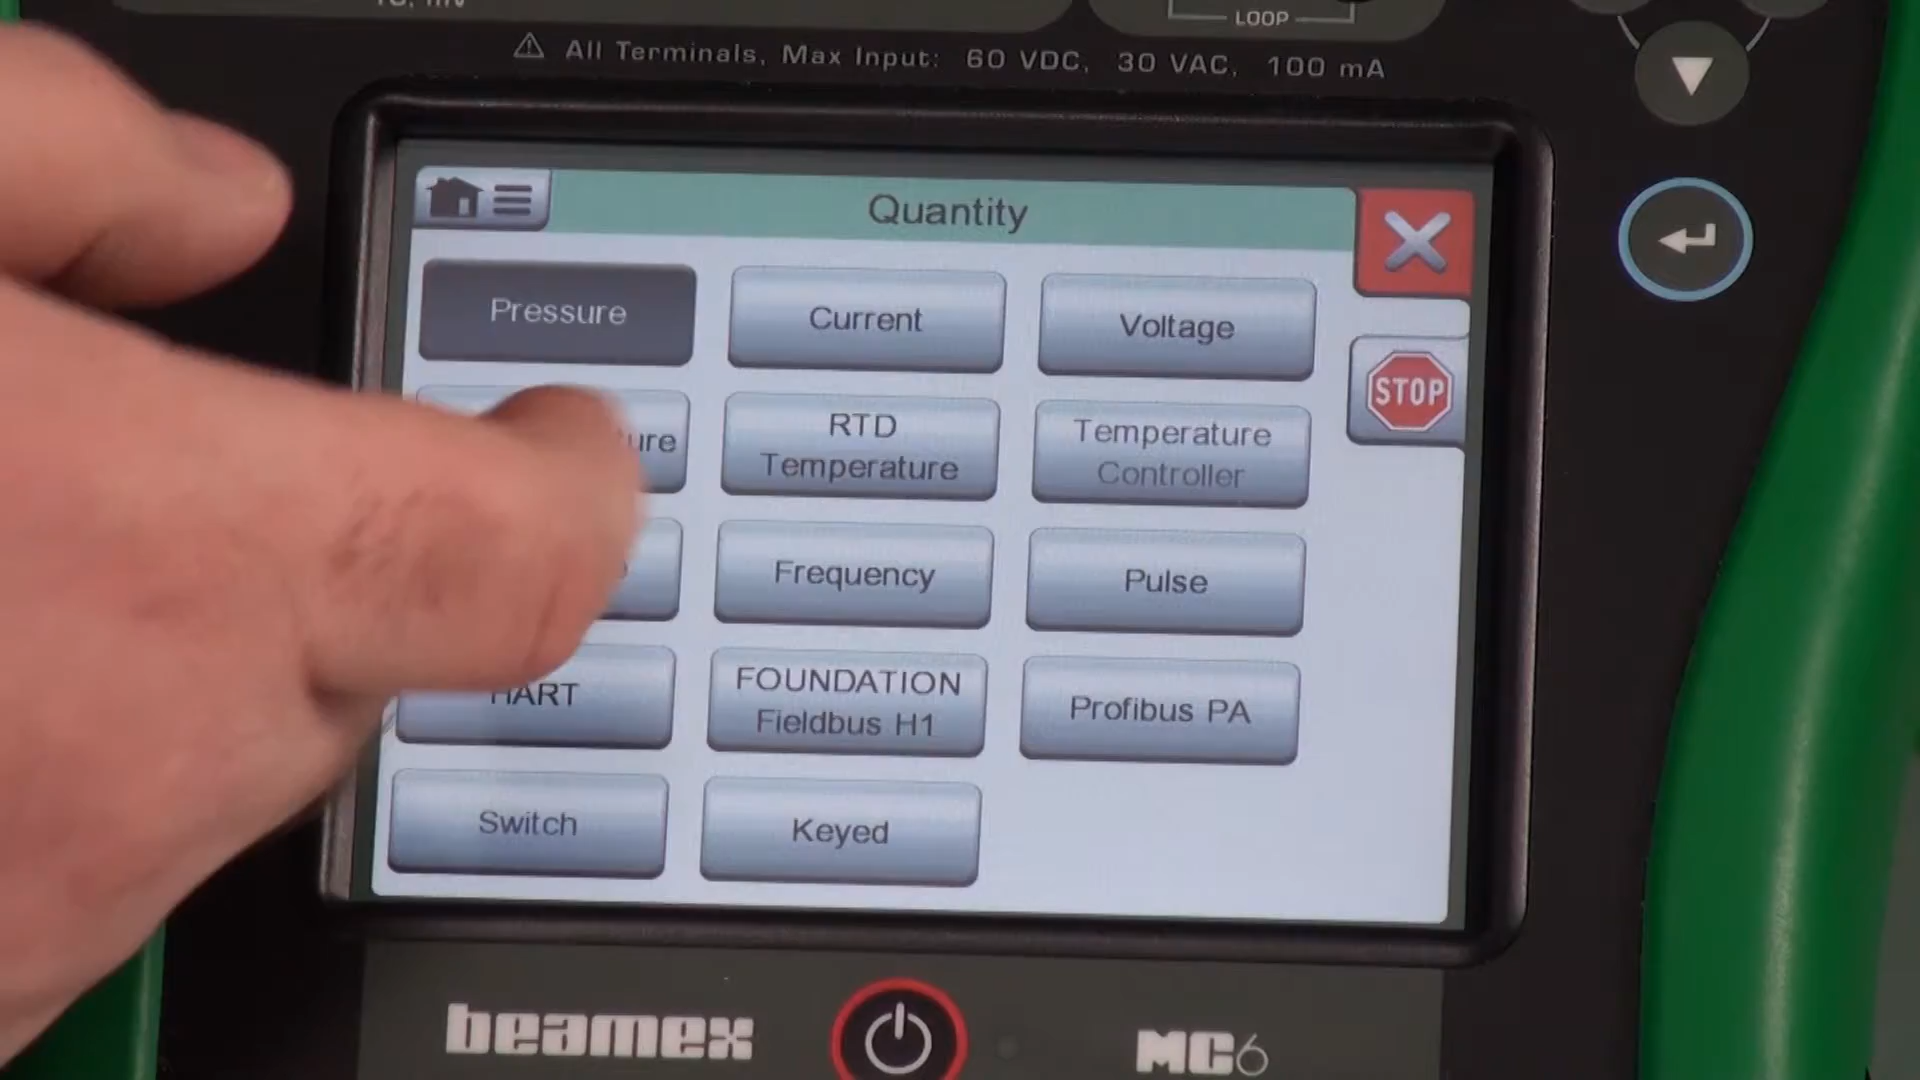 LOOP
All Terminals, Max Input: 60 VDC, 30 VAC, 100 mA
Quantity
Pressure
Current
Voltage
STOP
RTD
Temperature
Temperature
Controller
Frequency
Pulse
HART
FOUNDATION
Fieldbus H1
Profibus PA
Switch
Keyed
beamex
MC6